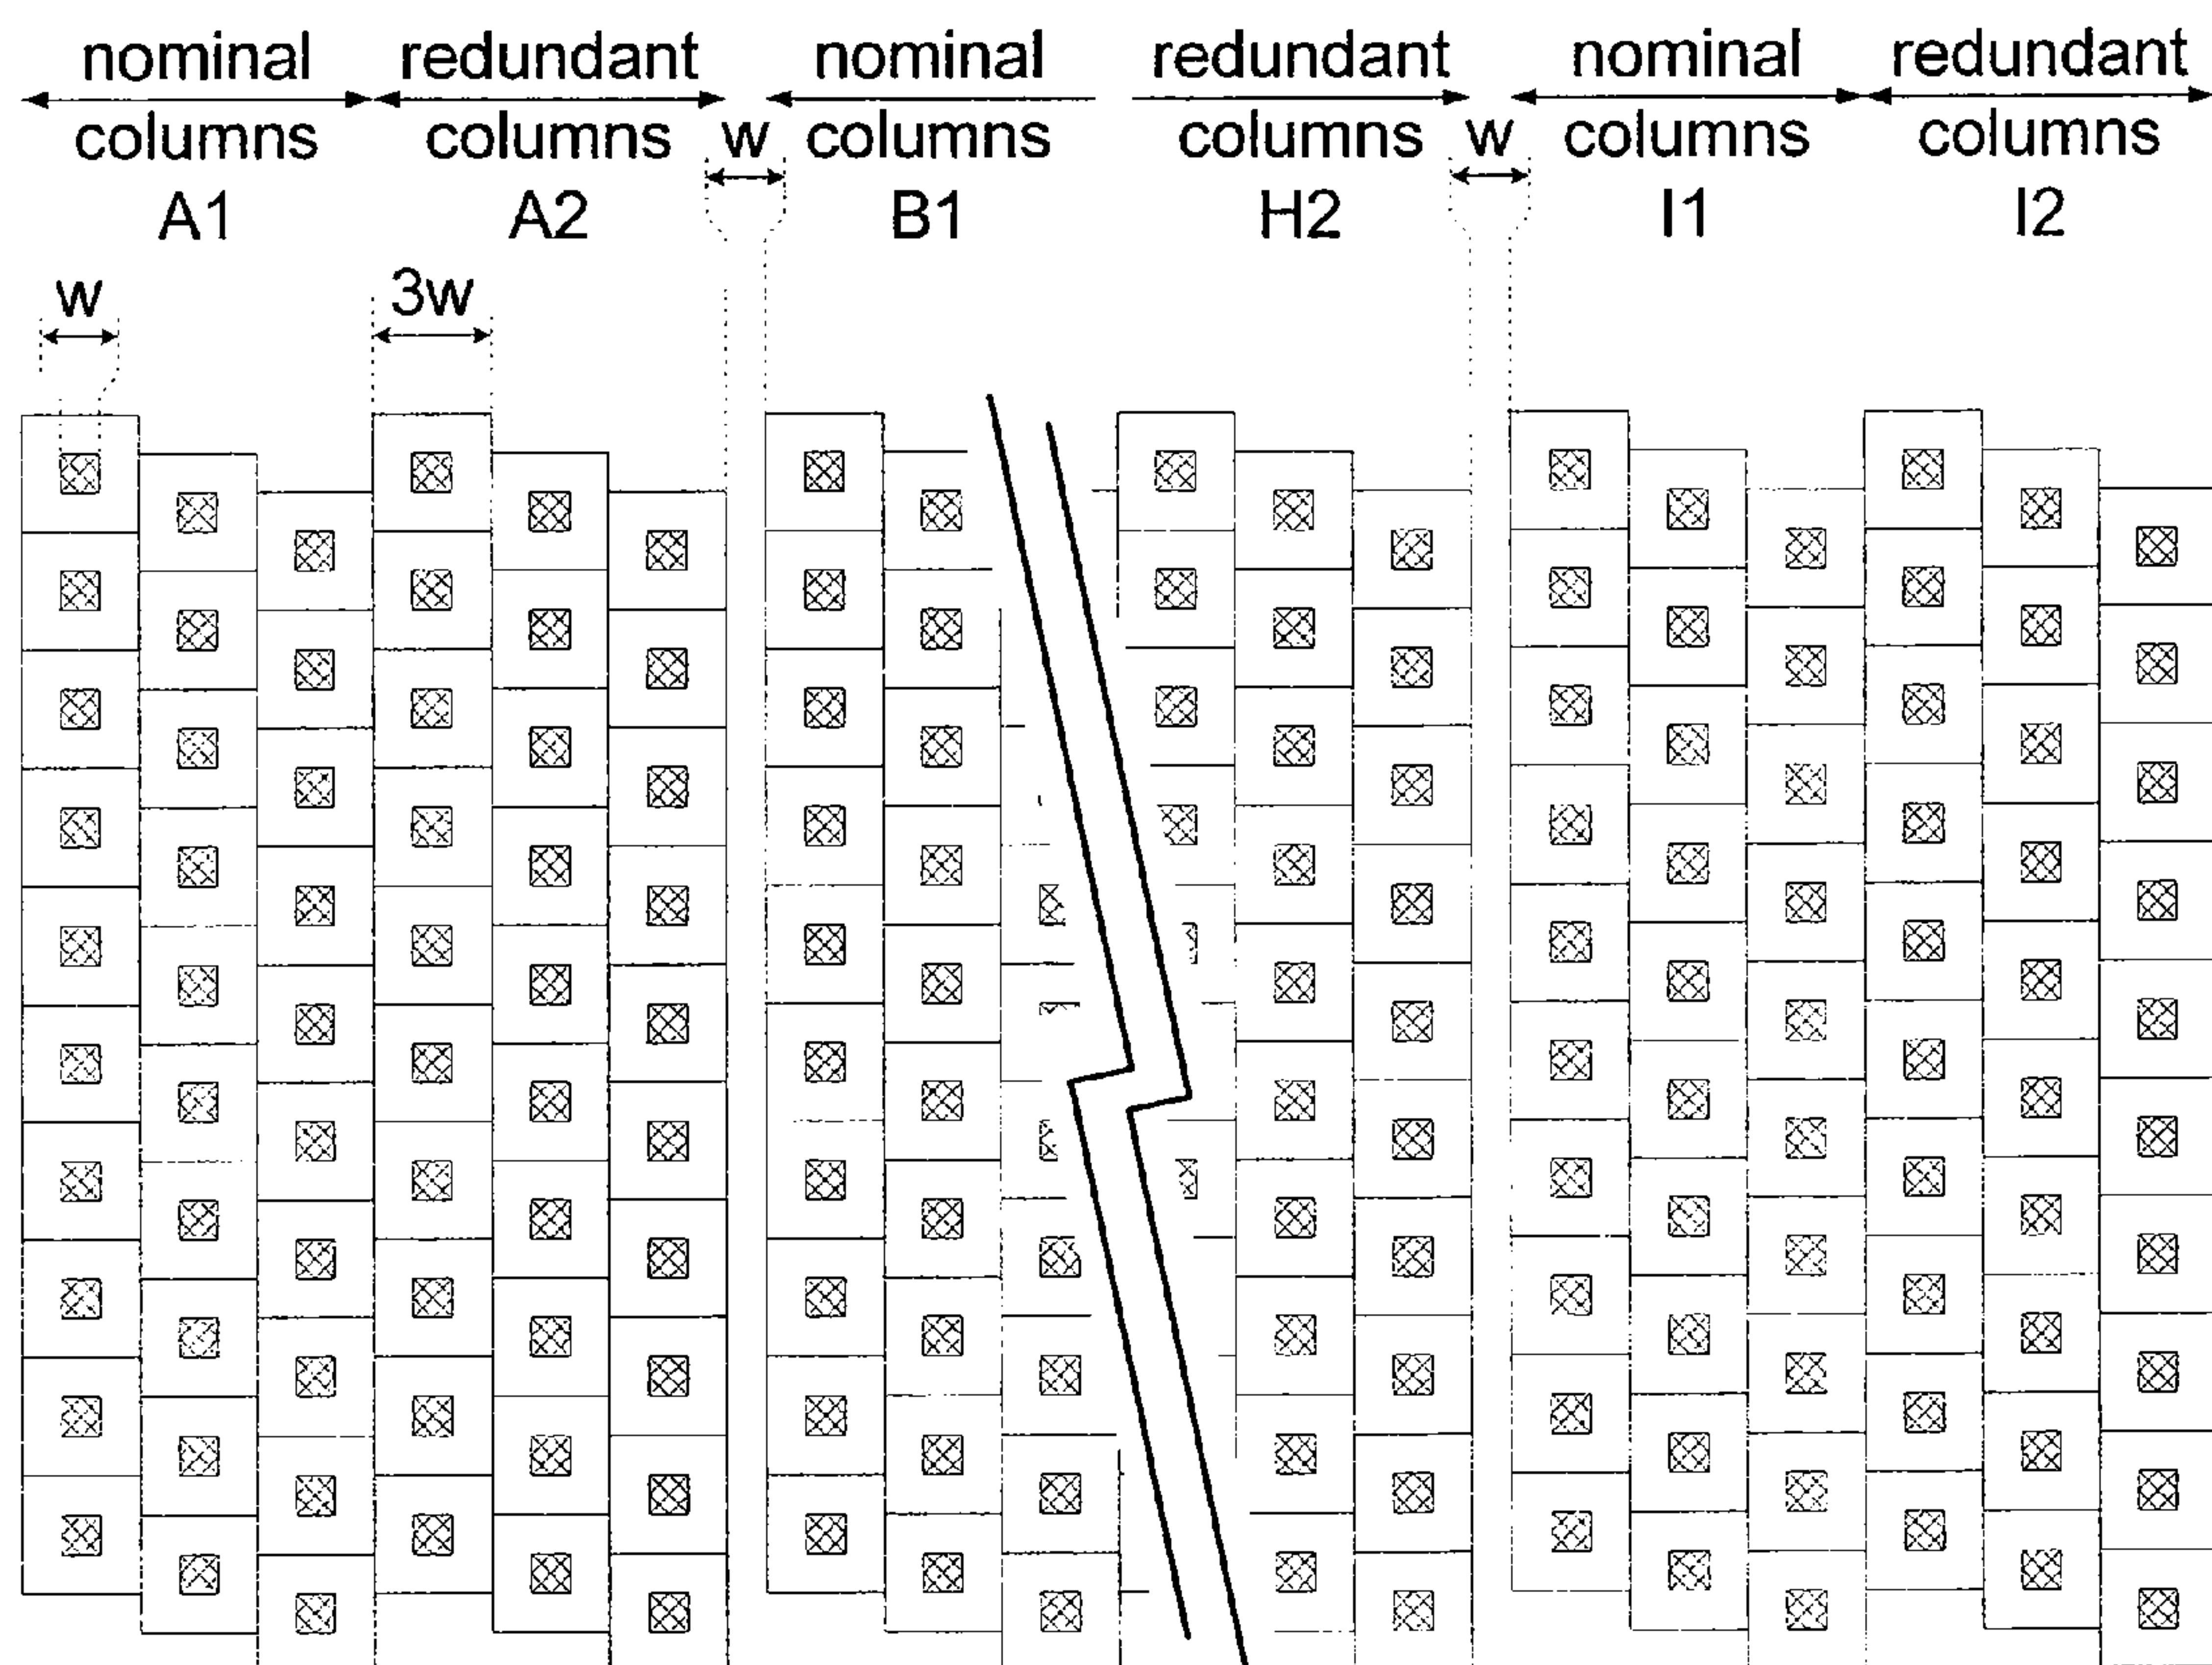 nominal redundant nominal redundant nominal redundant
columns columns w columns columns w columns columns
A1 A2 B1 H2 I1 I2
w 3w